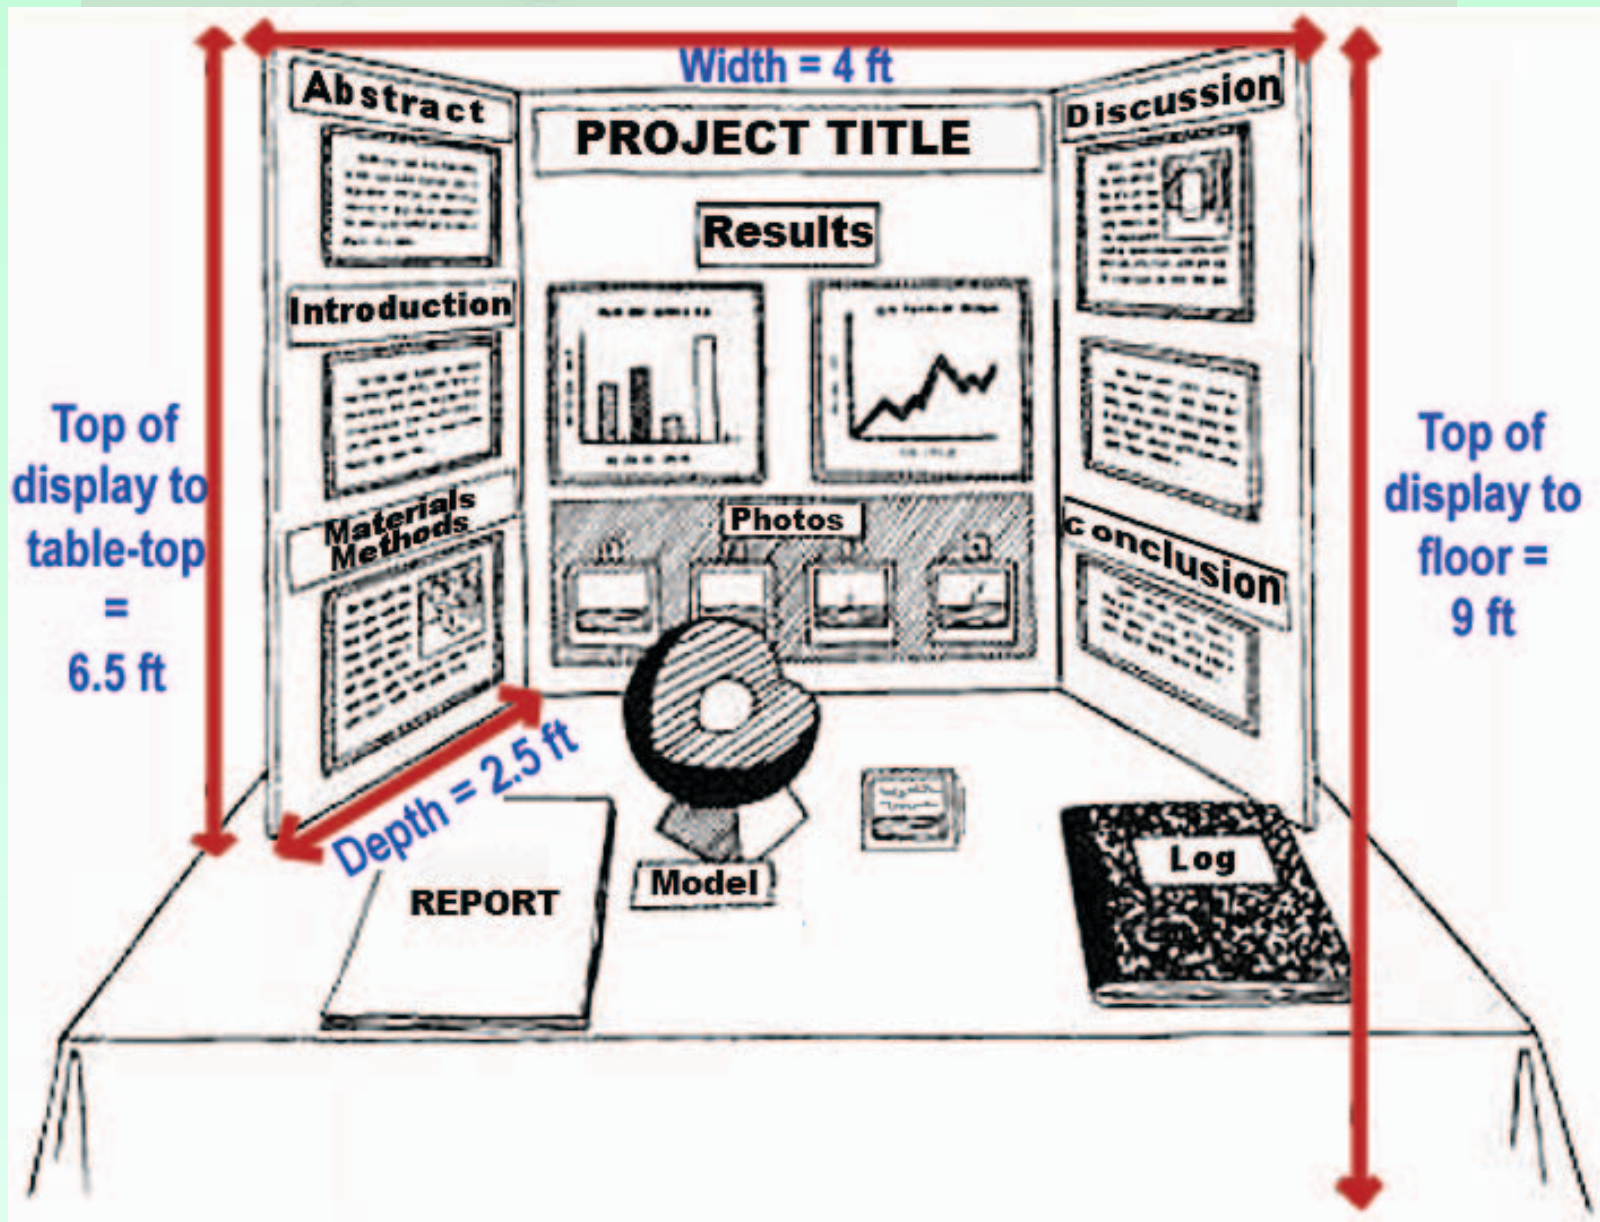 Width = 4 ft
Abstract
PROJECT TITLE
Discussion
Results
Introduction
Top of
display to
table-top
=
6.5 ft
Materials
Methods
Photos
Conclusion
Top of
display to
floor =
9 ft
Depth = 2.5 ft
REPORT
Model
Log